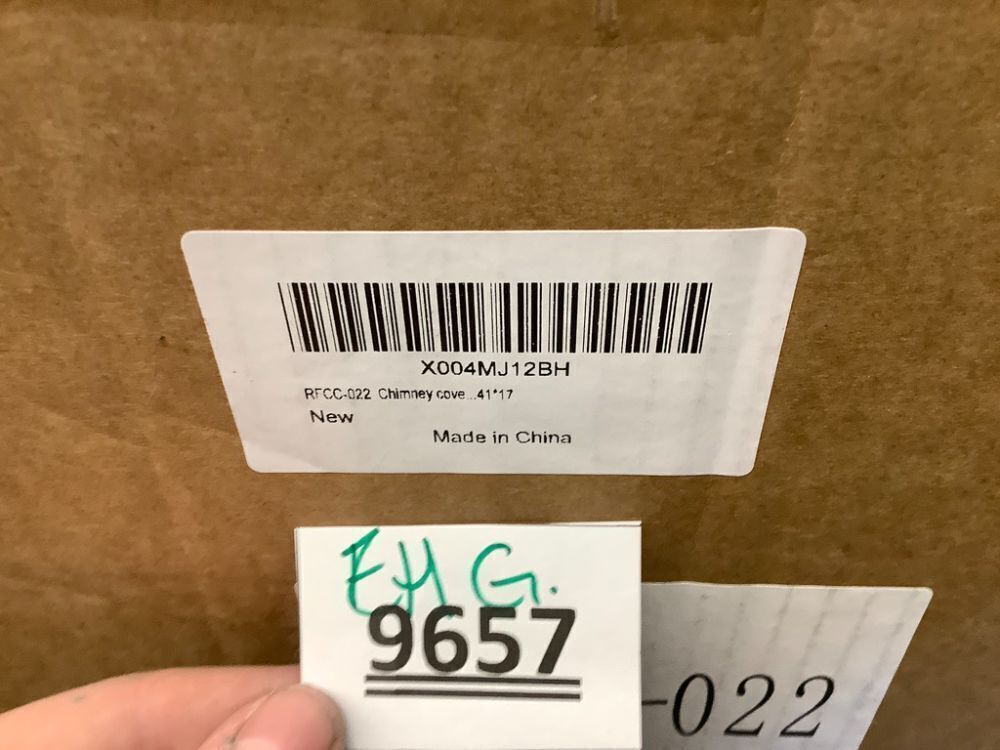 X004MJ12BH
RFCC-022 Chimney cove...41*17
New
Made in China
EHG.
9657
-022